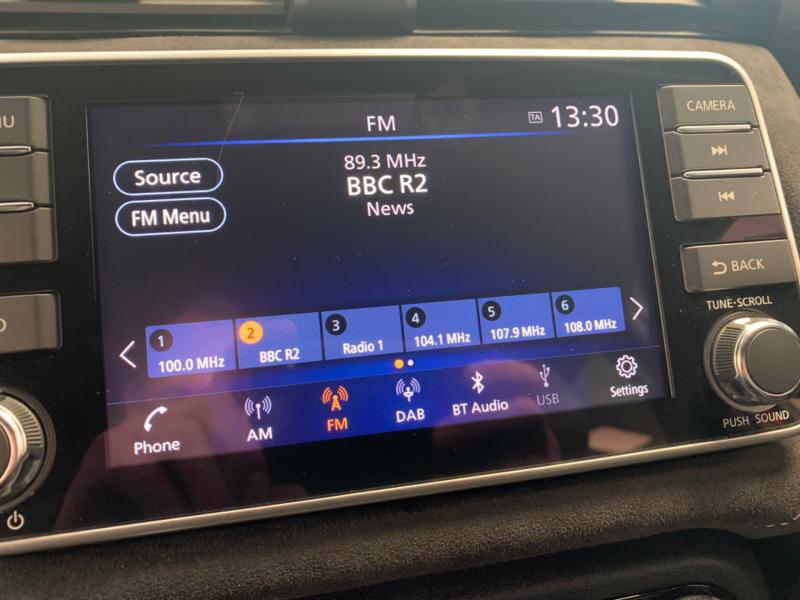 FM
TA 13:30
Source
FM Menu
89.3 MHz
BBC R2
News
1 100.0 MHz
2 BBC R2
3 Radio 1
4 104.1 MHz
5 107.9 MHz
6 108.0 MHz
Phone
AM
FM
DAB
BT Audio
USB
Settings
CAMERA
BACK
TUNE·SCROLL
PUSH SOUND